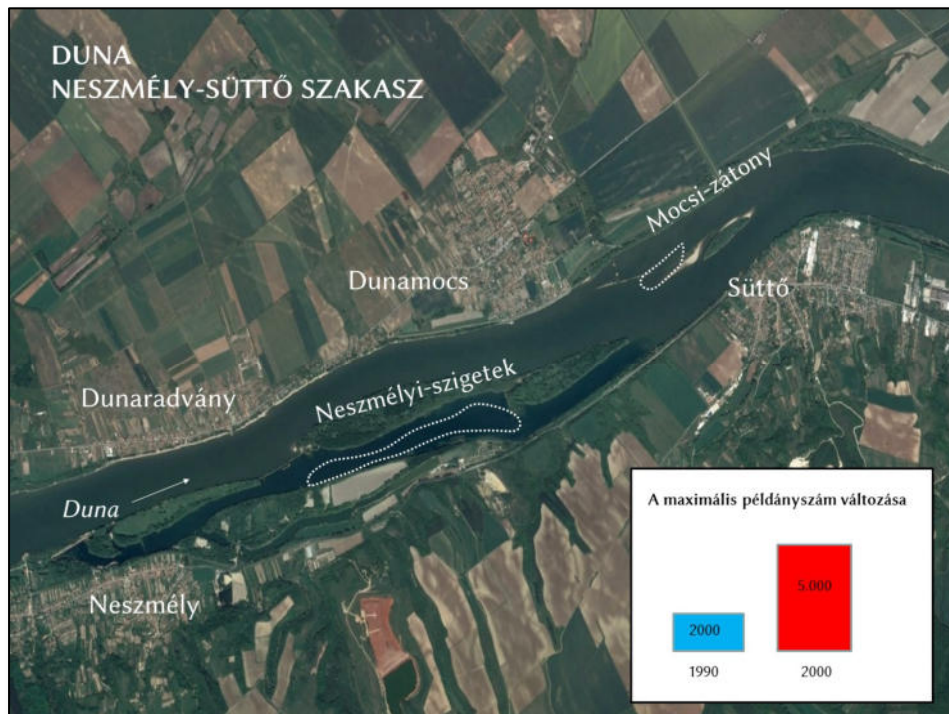 DUNA
NESZMÉLY-SÜTTŐ SZAKASZ
Mocsi-zátony
Dunamocs
Süttő
Neszmélyi-szigetek
Dunaradvány
Duna
Neszmély
A maximális példányszám változása
5.000
2000
1990
2000